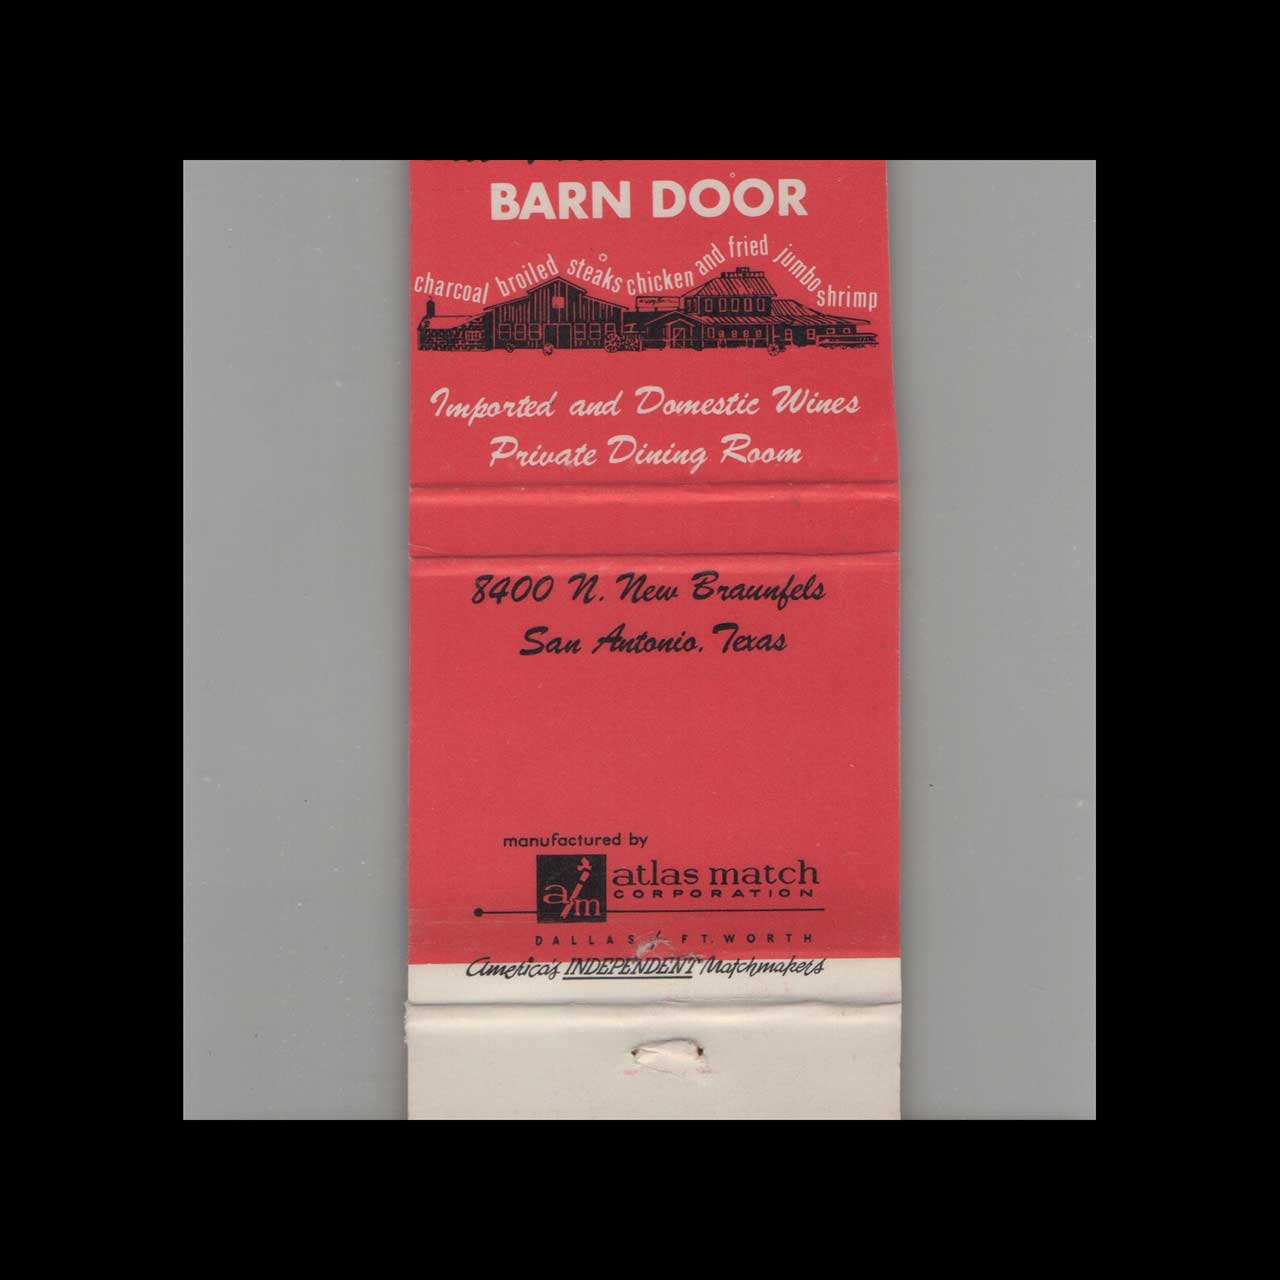 BARN DOOR
charcoal broiled steaks chicken and fried jumbo shrimp
Imported and Domestic Wines
Private Dining Room
8400 N. New Braunfels
San Antonio, Texas
manufactured by
a/m
atlas match
CORPORATION
DALLAS / FT. WORTH
America's INDEPENDENT Matchmakers